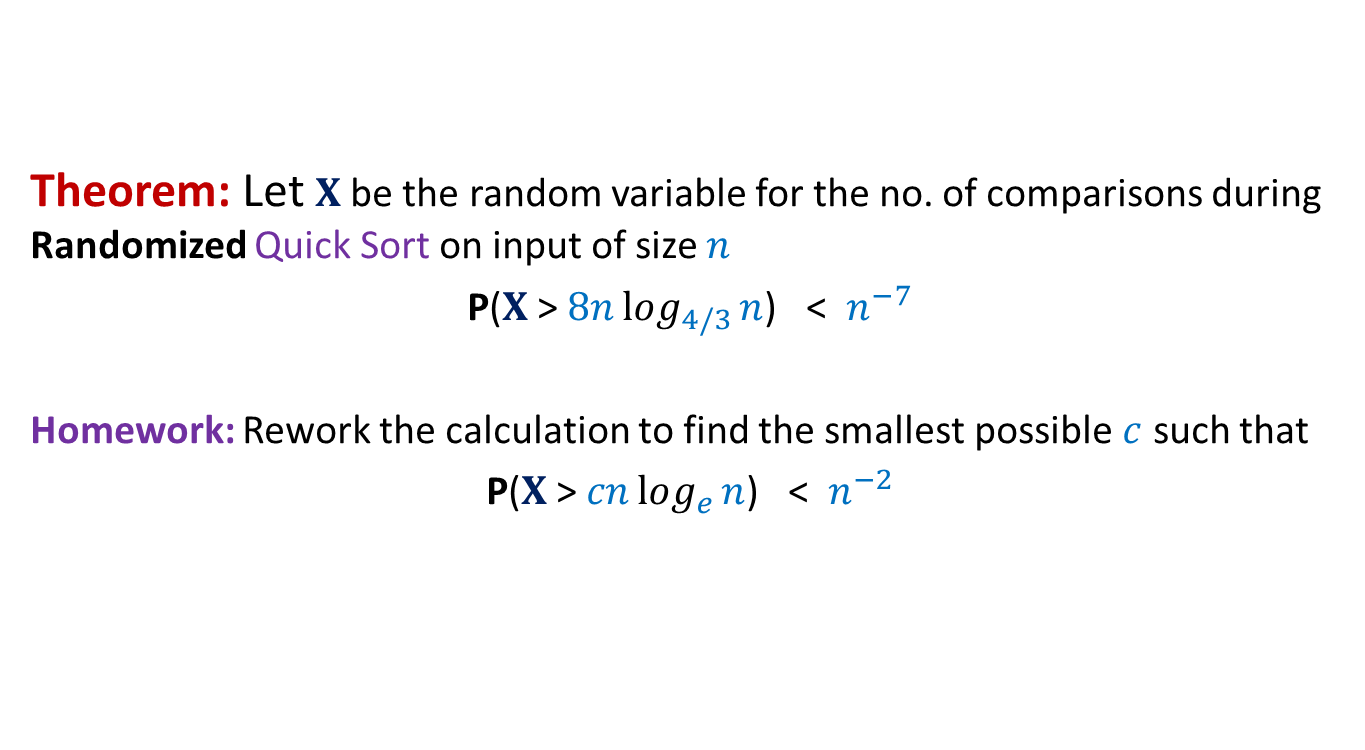 Theorem: Let X be the random variable for the no. of comparisons during
Randomized Quick Sort on input of size n
P(X > 8n log₄/₃ n) < n⁻⁷
Homework: Rework the calculation to find the smallest possible c such that
P(X > cn logₑ n) < n⁻²